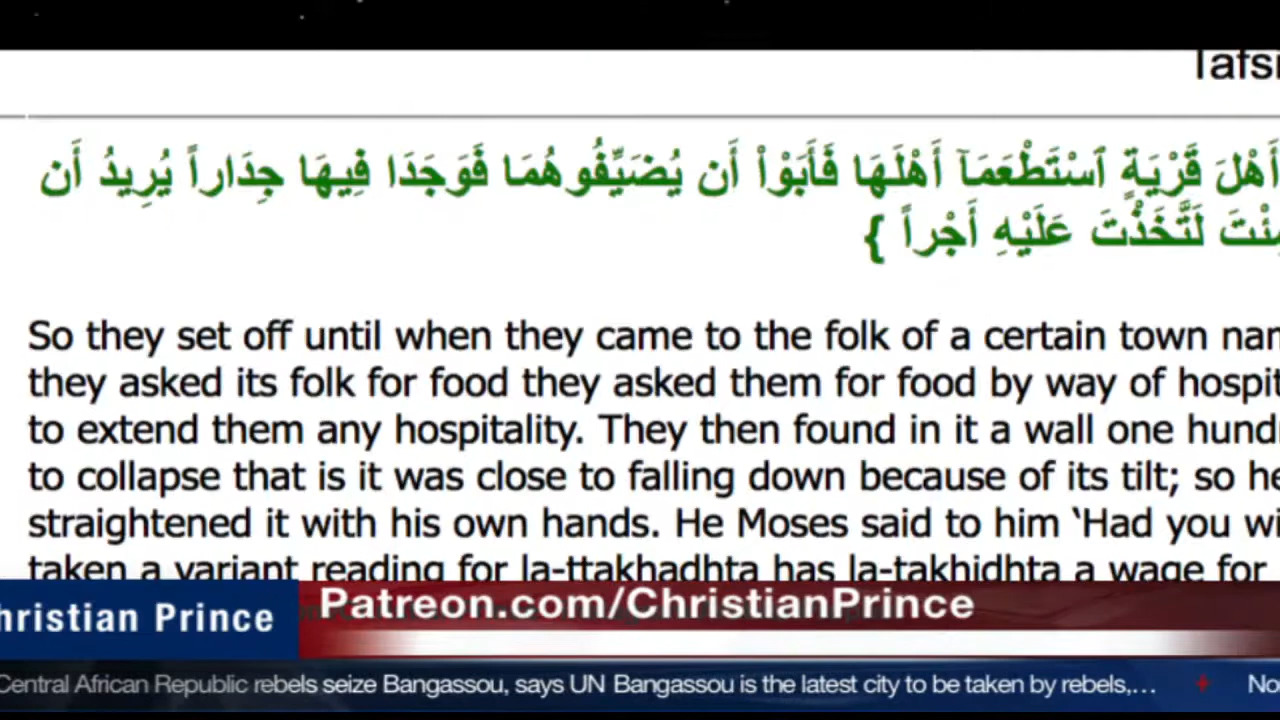 Tafsi
أَهْلَ قَرْيَةٍ ٱسْتَطْعَمَآ أَهْلَهَا فَأَبَوْاْ أَن يُضَيِّفُوهُمَا فَوَجَدَا فِيهَا جِدَاراً يُرِيدُ أَن
شِئْتَ لَتَّخَذْتَ عَلَيْهِ أَجْراً }
So they set off until when they came to the folk of a certain town nam
they asked its folk for food they asked them for food by way of hospit
to extend them any hospitality. They then found in it a wall one hundr
to collapse that is it was close to falling down because of its tilt; so he
straightened it with his own hands. He Moses said to him ‘Had you wi
taken a variant reading for la-ttakhadhta has la-takhidhta a wage for
hristian Prince
Patreon.com/ChristianPrince
Central African Republic rebels seize Bangassou, says UN Bangassou is the latest city to be taken by rebels,… No